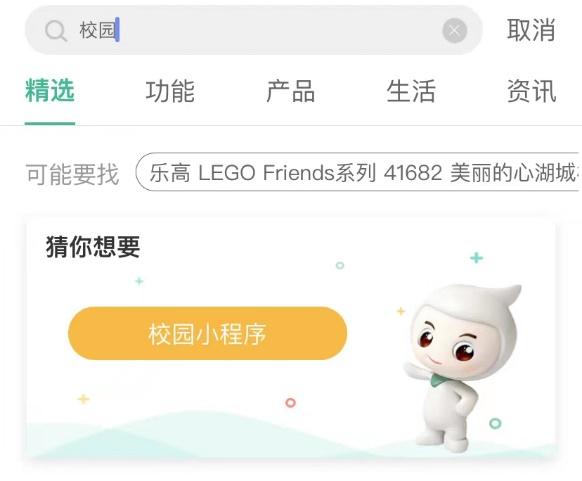 校园
取消
精选 功能 产品 生活 资讯
可能要找 乐高 LEGO Friends系列 41682 美丽的心湖城
猜你想要
校园小程序